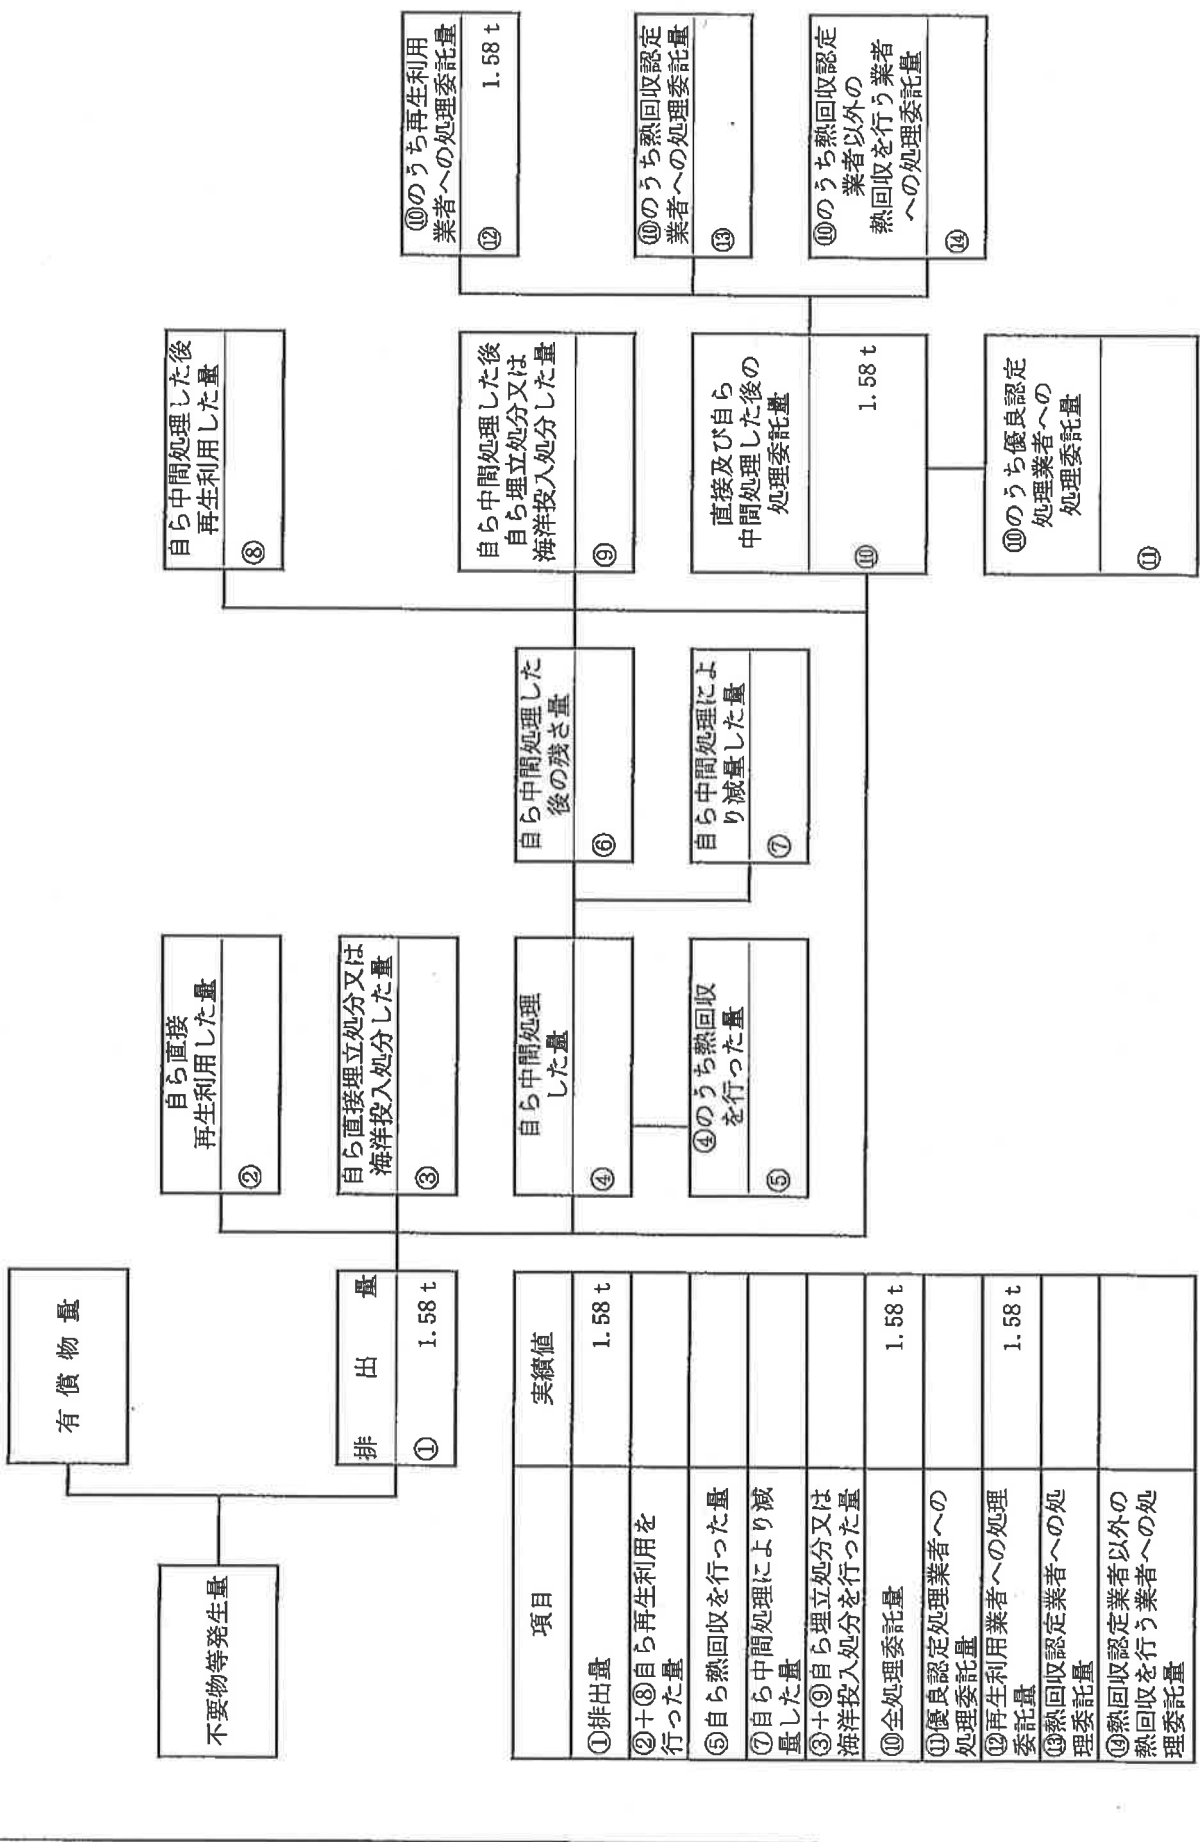 有償物量
不要物等発生量
排出量
① 1.58 t
自ら直接
再生利用した量
②
自ら直接埋立処分又は
海洋投入処分した量
③
自ら中間処理
した量
④
④のうち熱回収
を行った量
⑤
自ら中間処理した
後の残さ量
⑥
自ら中間処理によ
り減量した量
⑦
自ら中間処理した後
再生利用した量
⑧
自ら中間処理した後
自ら埋立処分又は
海洋投入処分した量
⑨
直接及び自ら
中間処理した後の
処理委託量
⑩ 1.58 t
⑩のうち優良認定
処理業者への
処理委託量
⑪
⑩のうち再生利用
業者への処理委託量
⑫ 1.58 t
⑩のうち熱回収認定
業者への処理委託量
⑬
⑩のうち熱回収認定
業者以外の
熱回収を行う業者
への処理委託量
⑭
項目 実績値
①排出量 1.58 t
②+⑧自ら再生利用を
行った量
⑤自ら熱回収を行った量
⑦自ら中間処理により減
量した量
③+⑨自ら埋立処分又は
海洋投入処分を行った量
⑩全処理委託量 1.58 t
⑪優良認定処理業者への
処理委託量
⑫再生利用業者への処理
委託量 1.58 t
⑬熱回収認定業者への処
理委託量
⑭熱回収認定業者以外の
熱回収を行う業者への処
理委託量